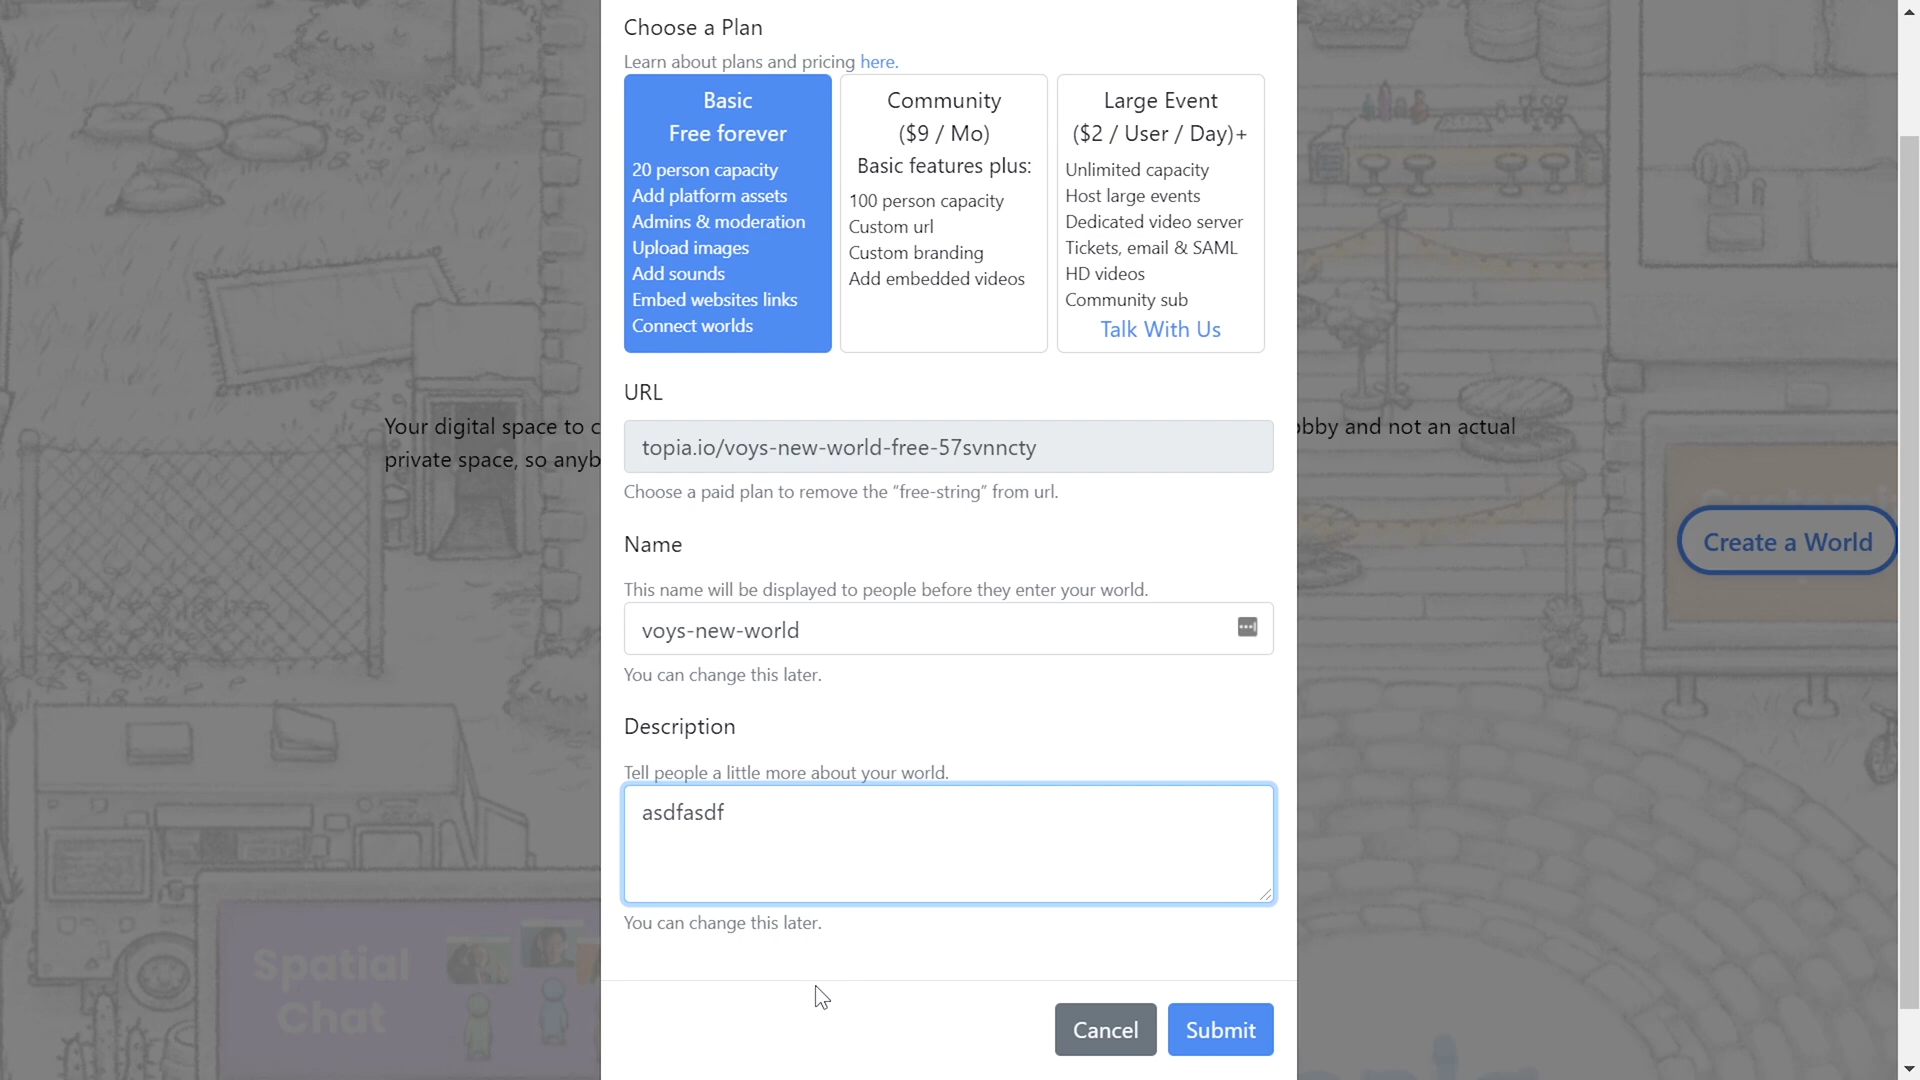 Choose a Plan
Learn about plans and pricing here.
Basic
Free forever
20 person capacity
Add platform assets
Admins & moderation
Upload images
Add sounds
Embed websites links
Connect worlds
Community
($9 / Mo)
Basic features plus:
100 person capacity
Custom url
Custom branding
Add embedded videos
Large Event
($2 / User / Day)+
Unlimited capacity
Host large events
Dedicated video server
Tickets, email & SAML
HD videos
Community sub
Talk With Us
URL
Your digital space to
obby and not an actual
private space, so
topia.io/voys-new-world-free-57svnncty
Choose a paid plan to remove the “free-string” from url.
Name
Create a World
This name will be displayed to people before they enter your world.
voys-new-world
You can change this later.
Description
Tell people a little more about your world.
asdfasdf
You can change this later.
Spatial
Chat
Cancel
Submit